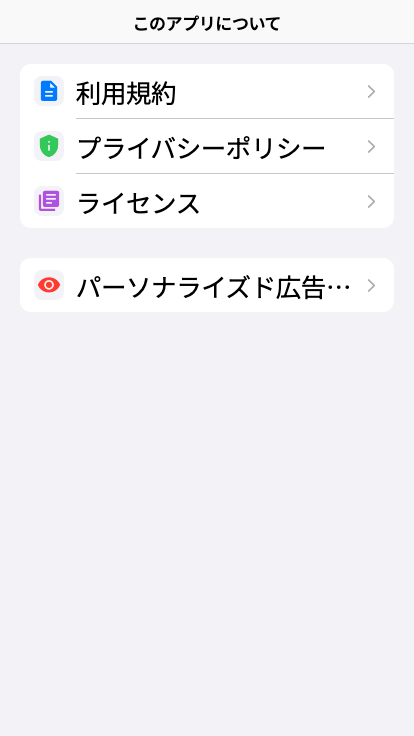 このアプリについて
利用規約
プライバシーポリシー
ライセンス
パーソナライズド広告…